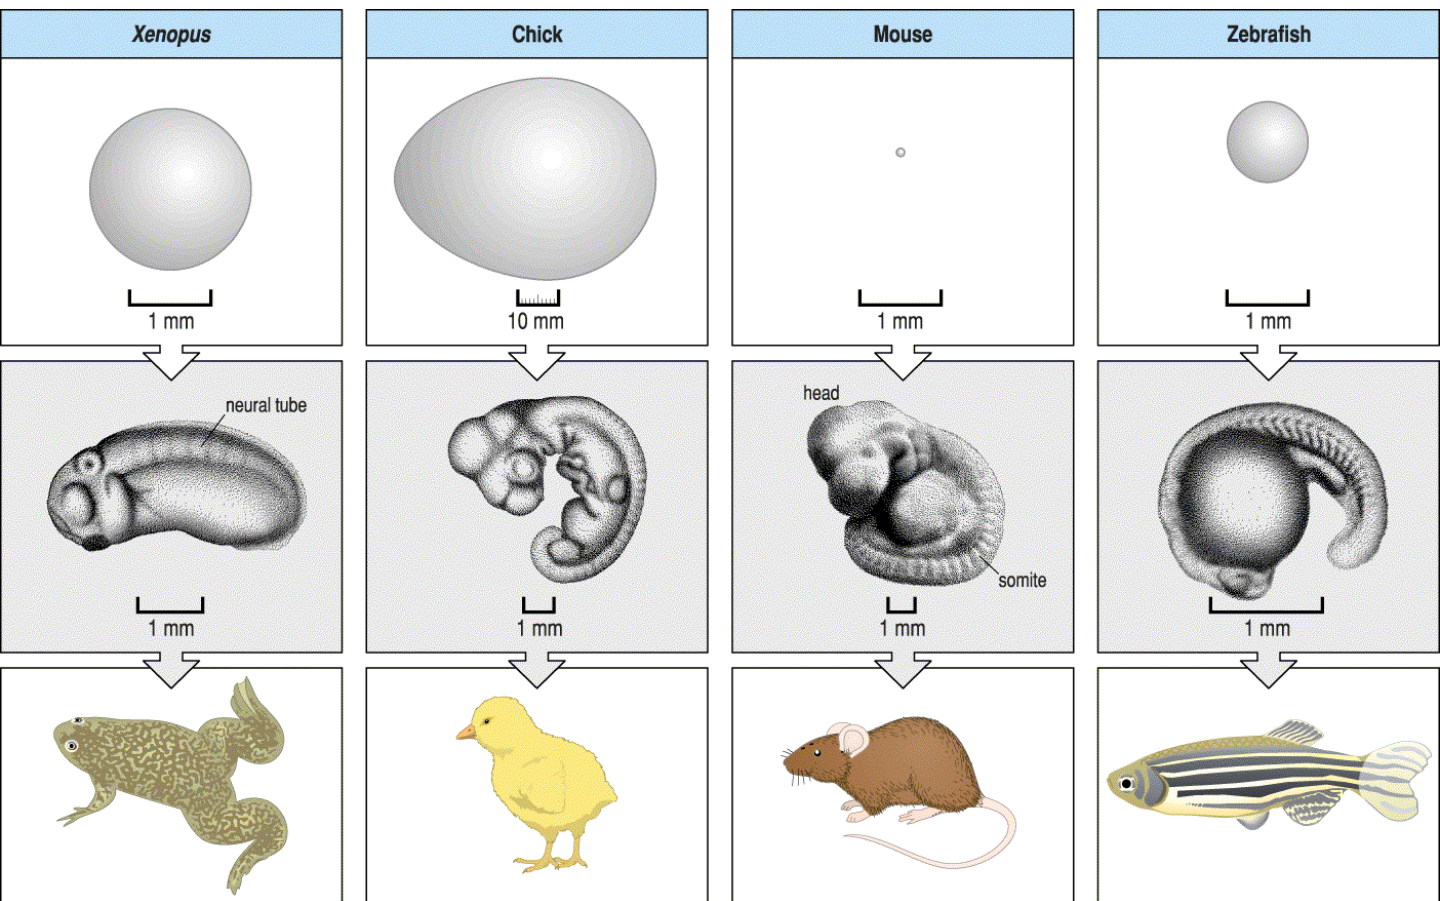 Xenopus
Chick
Mouse
Zebrafish
1 mm
10 mm
1 mm
1 mm
neural tube
head
somite
1 mm
1 mm
1 mm
1 mm